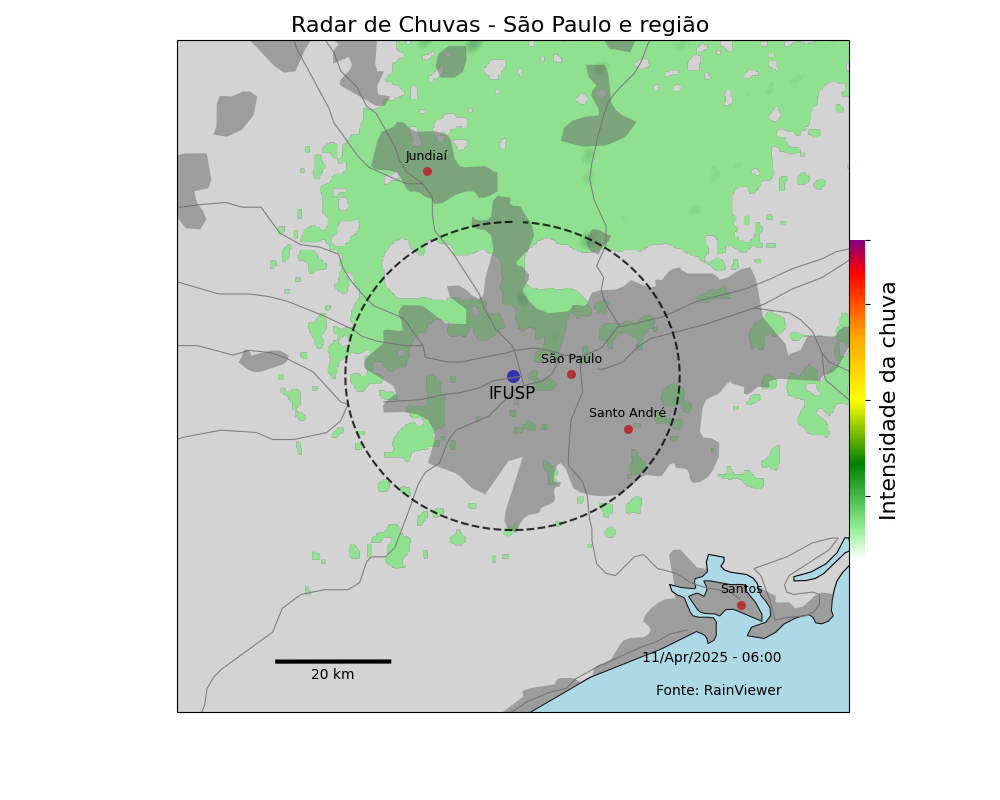 Radar de Chuvas - São Paulo e região
Jundiaí
São Paulo
IFUSP
Santo André
Santos
11/Apr/2025 - 06:00
20 km
Fonte: RainViewer
Intensidade da chuva